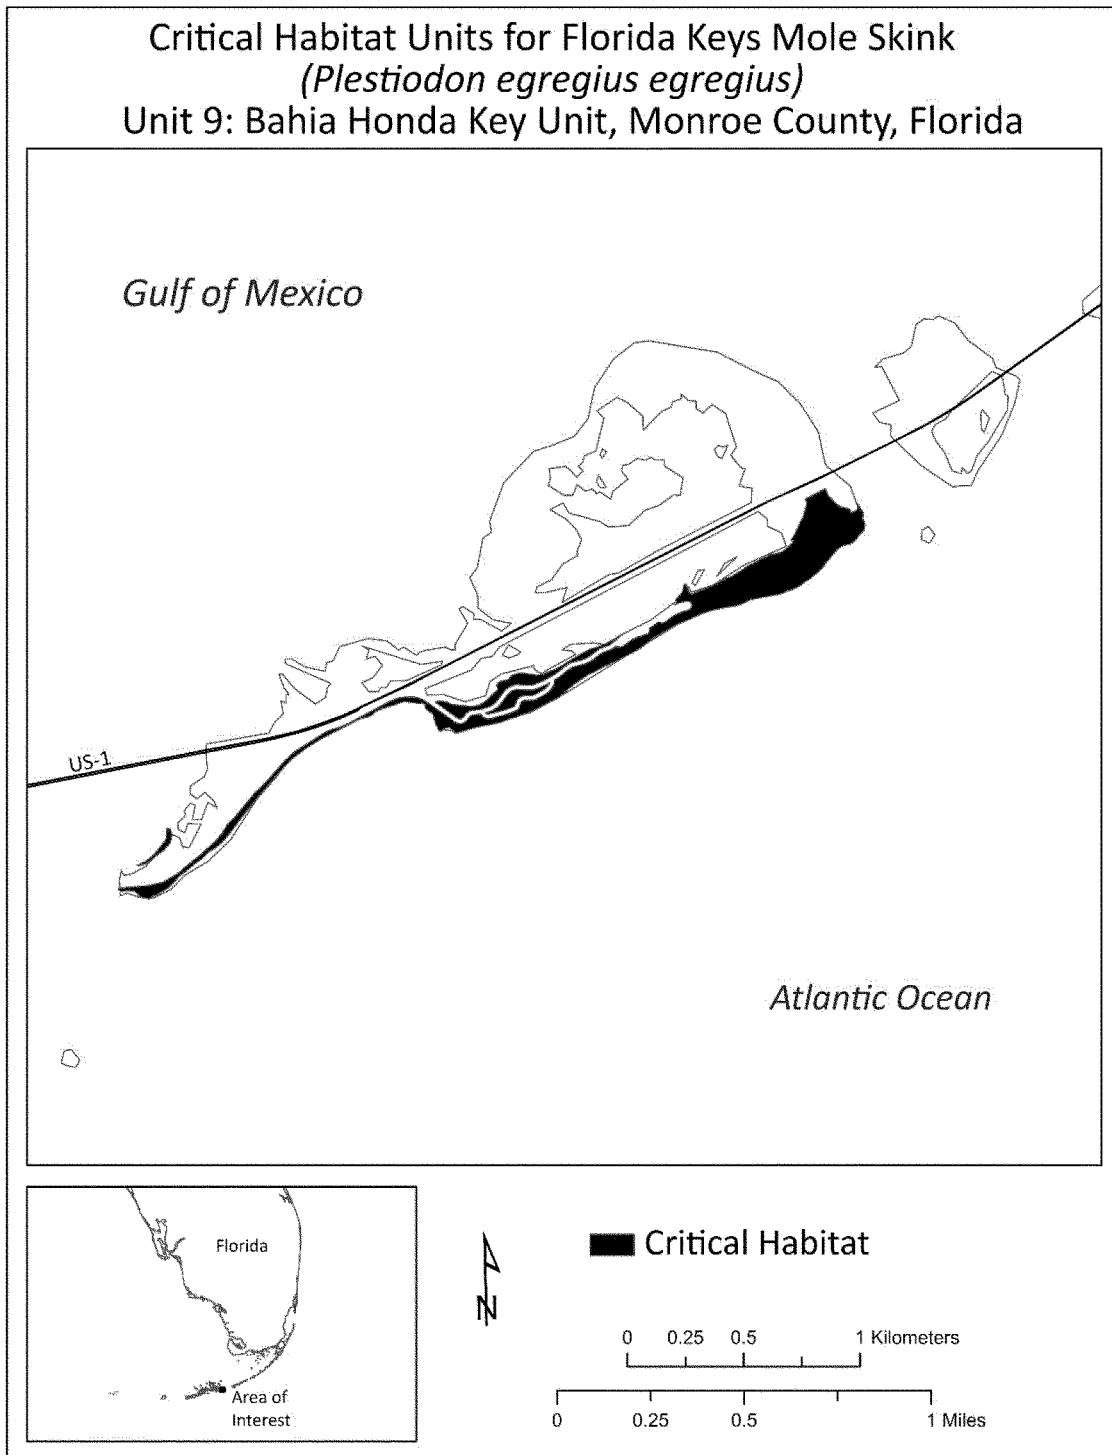 Critical Habitat Units for Florida Keys Mole Skink
(Plestiodon egregius egregius)
Unit 9: Bahia Honda Key Unit, Monroe County, Florida
Gulf of Mexico
US-1
Atlantic Ocean
Florida
Area of
Interest
N
Critical Habitat
0 0.25 0.5 1 Kilometers
0 0.25 0.5 1 Miles